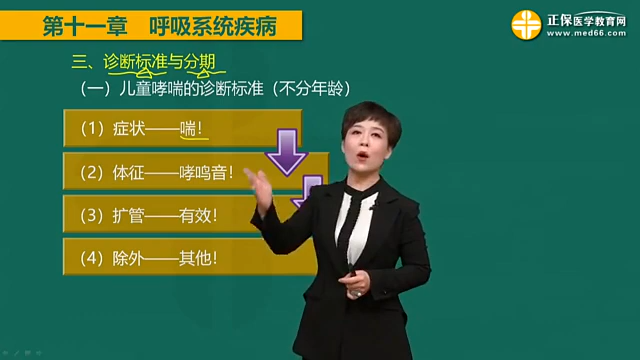 第十一章 呼吸系统疾病
正保医学教育网
www.med66.com
三、诊断标准与分期
（一）儿童哮喘的诊断标准（不分年龄）
（1）症状——喘！
（2）体征——哮鸣音！
（3）扩管——有效！
（4）除外——其他！